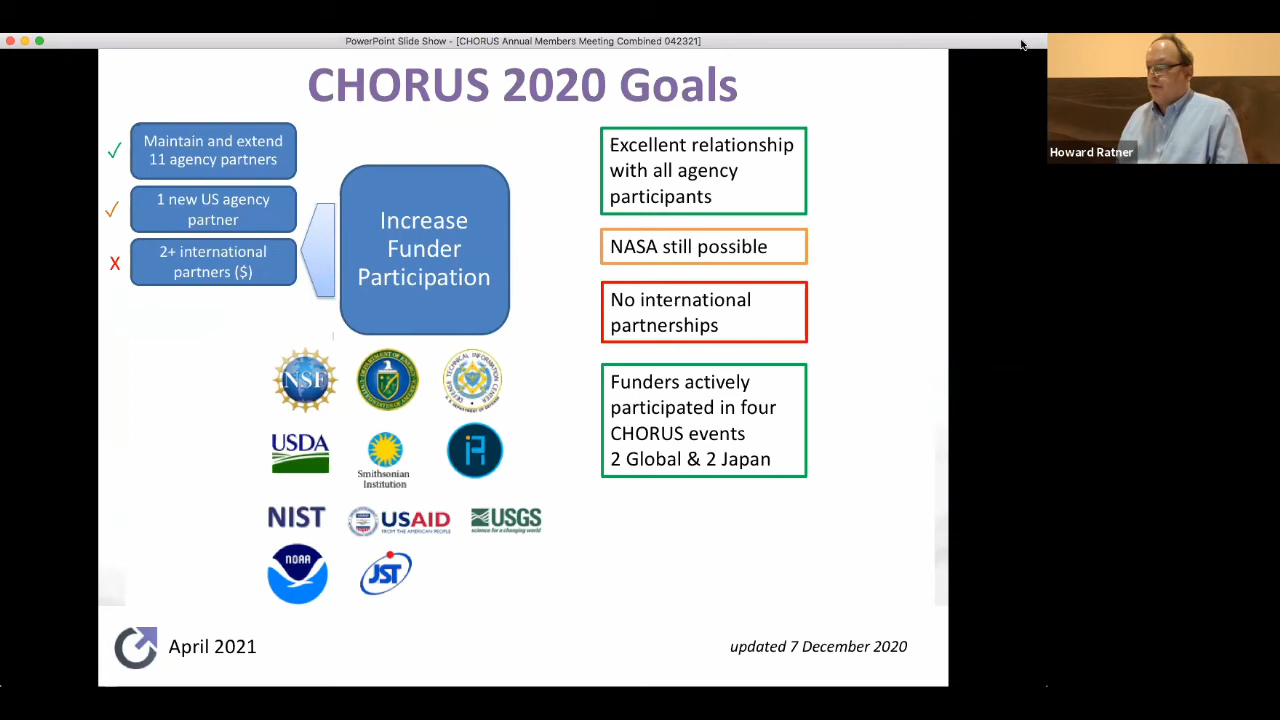 PowerPoint Slide Show - [CHORUS Annual Members Meeting Combined 042321]
CHORUS 2020 Goals
✓
Maintain and extend
11 agency partners
✓
1 new US agency
partner
X
2+ international
partners ($)
Increase
Funder
Participation
Excellent relationship
with all agency
participants
NASA still possible
No international
partnerships
Funders actively
participated in four
CHORUS events
2 Global & 2 Japan
NSF
USDA
Smithsonian
Institution
NIST
USAID
FROM THE AMERICAN PEOPLE
USGS
science for a changing world
NOAA
JST
April 2021
updated 7 December 2020
Howard Ratner